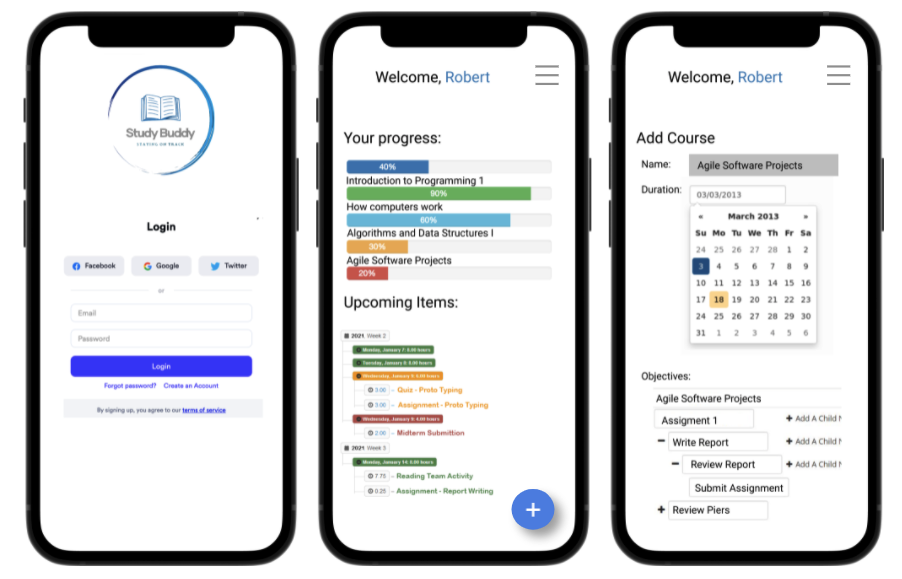 Study Buddy
STAYING ON TRACK
Login
Facebook
Google
Twitter
or
Email
Password
Login
Forgot password? Create an Account
By signing up, you agree to our terms of service
Welcome, Robert
Your progress:
40%
Introduction to Programming 1
90%
How computers work
60%
Algorithms and Data Structures I
30%
Agile Software Projects
20%
Upcoming Items:
2021 Week 2
Monday, January 7: 8.00 hours
Tuesday, January 8: 8.00 hours
Wednesday, January 9: 6.00 hours
3:00 - Quiz - Proto Typing
3:00 - Assignment - Proto Typing
Wednesday, January 9: 4.00 hours
2:00 - Midterm Submittion
2021 Week 3
Monday, January 14: 8.00 hours
7.75 - Reading Team Activity
0.25 - Assignment - Report Writing
+
Welcome, Robert
Add Course
Name: Agile Software Projects
Duration: 03/03/2013
« March 2013 »
Su Mo Tu We Th Fr Sa
24 25 26 27 28 1 2
3 4 5 6 7 8 9
10 11 12 13 14 15 16
17 18 19 20 21 22 23
24 25 26 27 28 29 30
31 1 2 3 4 5 6
Objectives:
Agile Software Projects
Assigment 1 + Add A Child
− Write Report + Add A Child
− Review Report + Add A Child
Submit Assignment
+ Review Piers